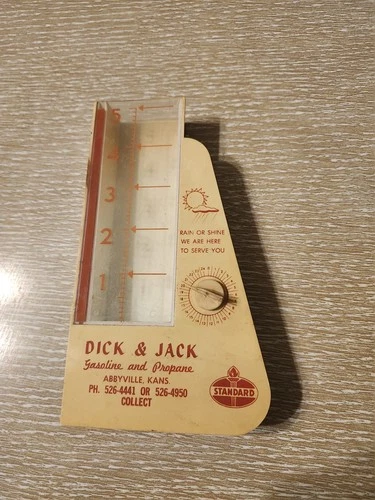 5
4
3
2
1
RAIN OR SHINE
WE ARE HERE
TO SERVE YOU
DICK & JACK
Gasoline and Propane
ABBYVILLE, KANS.
PH. 526-4441 OR 526-4950
COLLECT
STANDARD